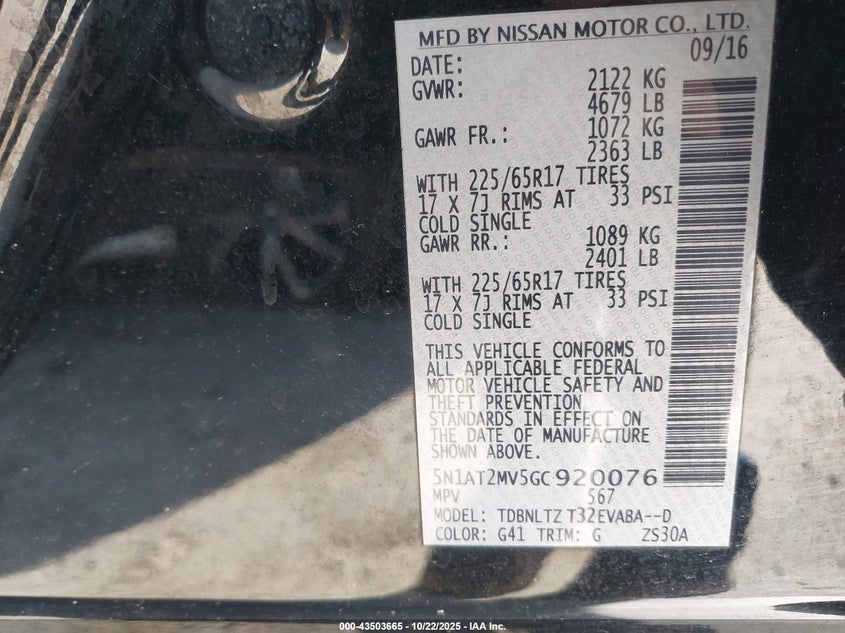 MFD BY NISSAN MOTOR CO., LTD.
DATE: 09/16
GVWR: 2122 KG
4679 LB
GAWR FR.: 1072 KG
2363 LB
WITH 225/65R17 TIRES
17 X 7J RIMS AT 33 PSI
COLD SINGLE
GAWR RR.: 1089 KG
2401 LB
WITH 225/65R17 TIRES
17 X 7J RIMS AT 33 PSI
COLD SINGLE
THIS VEHICLE CONFORMS TO
ALL APPLICABLE FEDERAL
MOTOR VEHICLE SAFETY AND
THEFT PREVENTION
STANDARDS IN EFFECT ON
THE DATE OF MANUFACTURE
SHOWN ABOVE.
5N1AT2MV5GC920076
MPV 567
MODEL: TDBNLTZ T32EVABA--D
COLOR: G41 TRIM: G ZS30A
000-43503665 - 10/22/2025 - IAA Inc.